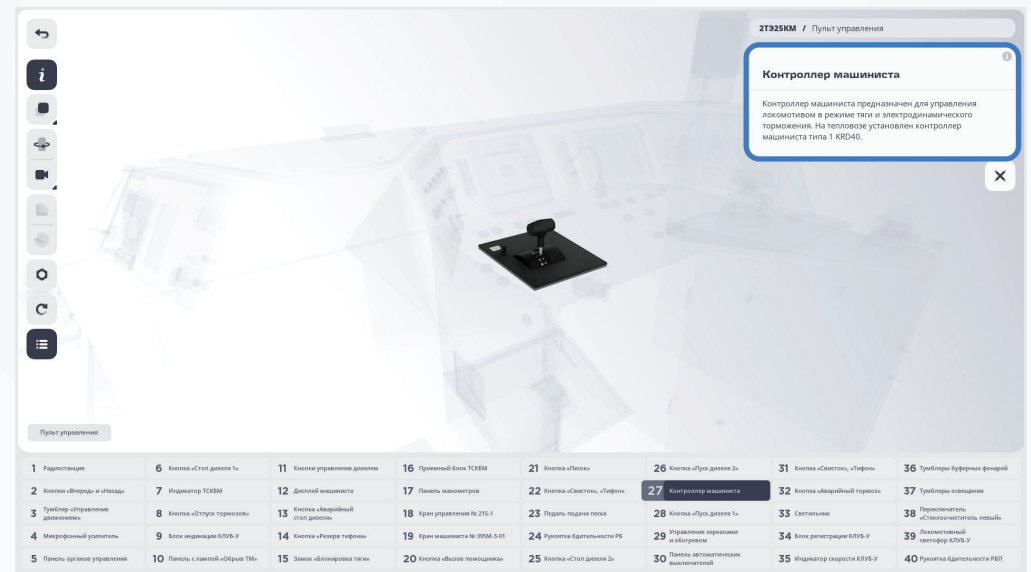 2ТЭ25КМ / Пульт управления
Контроллер машиниста
Контроллер машиниста предназначен для управления
локомотивом в режиме тяги и электродинамического
торможения. На тепловозе установлен контроллер
машиниста типа 1 KRD40.
Пульт управления
1 Радиостанция
2 Кнопки «Вперед» и «Назад»
3 Тумблер «Управление
движением»
4 Микрофонный усилитель
5 Панель органов управления
6 Кнопка «Стоп дизеля 1»
7 Индикатор ТСКБМ
8 Кнопка «Отпуск тормозов»
9 Блок индикации КЛУБ-У
10 Панель с лампой «Обрыв ТМ»
11 Кнопки управления дизелем
12 Дисплей машиниста
13 Кнопка «Аварийный
стоп дизеля»
14 Кнопка «Резерв тифона»
15 Замок «Блокировка тяги»
16 Приемный блок ТСКБМ
17 Панель манометров
18 Кран управления № 215-1
19 Кран машиниста № 395М-3-01
20 Кнопка «Вызов помощника»
21 Кнопка «Песок»
22 Кнопка «Свисток», «Тифон»
23 Педаль подачи песка
24 Рукоятка бдительности РБ
25 Кнопка «Стоп дизеля 2»
26 Кнопка «Пуск дизеля 2»
27 Контроллер машиниста
28 Кнопка «Пуск дизеля 1»
29 Управление зеркалами
и обогревом
30 Панель автоматических
выключателей
31 Кнопка «Свисток», «Тифон»
32 Кнопка «Аварийный тормоз»
33 Светильник
34 Блок регистрации КЛУБ-У
35 Индикатор скорости КЛУБ-У
36 Тумблеры буферных фонарей
37 Тумблеры освещения
38 Переключатель
«Стеклоочиститель левый»
39 Локомотивный
светофор КЛУБ-У
40 Рукоятка бдительности РБП